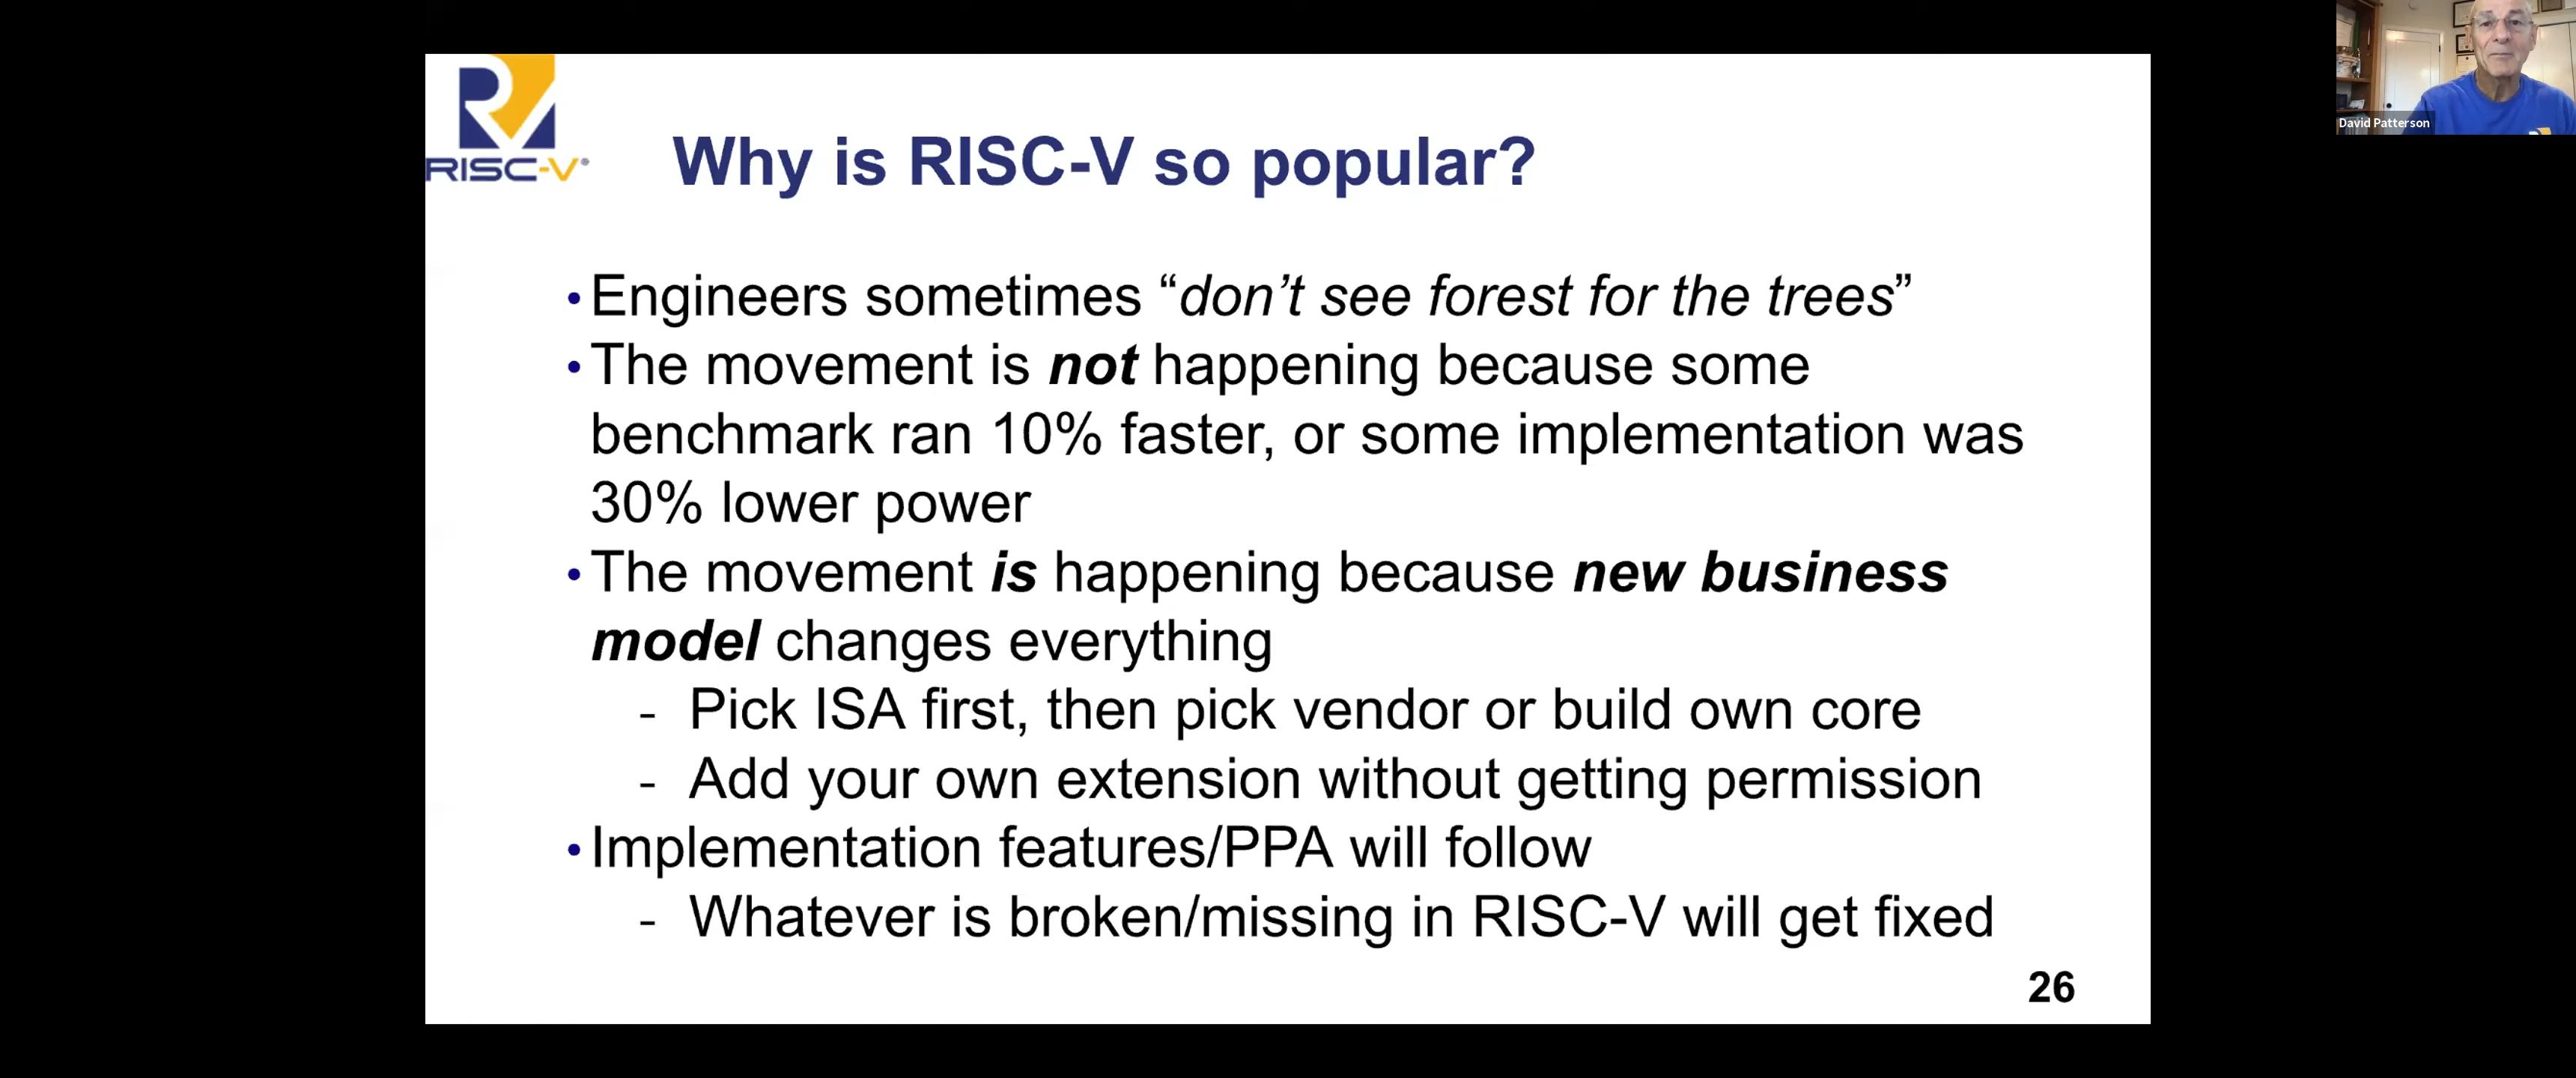 RISC-V®
Why is RISC-V so popular?
•Engineers sometimes “don’t see forest for the trees”
•The movement is not happening because some
benchmark ran 10% faster, or some implementation was
30% lower power
•The movement is happening because new business
model changes everything
- Pick ISA first, then pick vendor or build own core
- Add your own extension without getting permission
•Implementation features/PPA will follow
- Whatever is broken/missing in RISC-V will get fixed
26
David Patterson